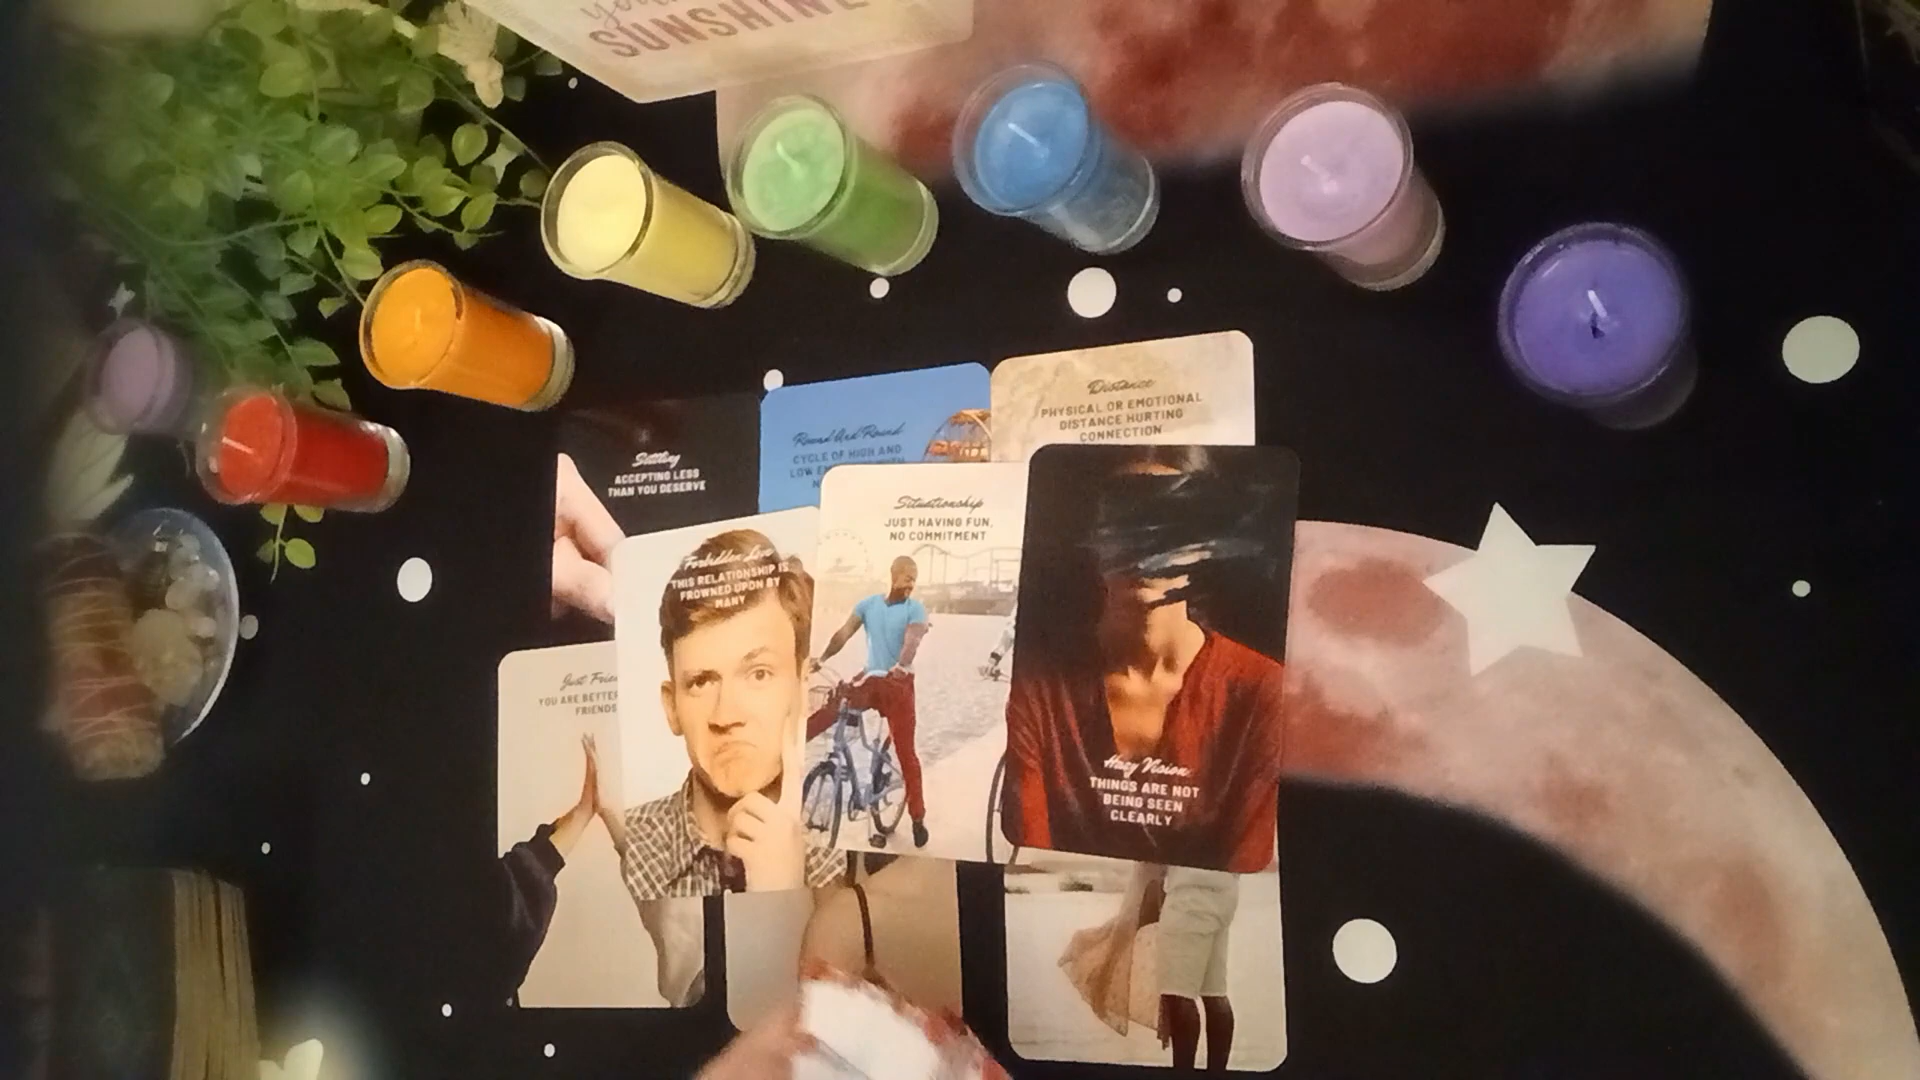 SUNSHINE
Distance
PHYSICAL OR EMOTIONAL
DISTANCE HURTING
CONNECTION
Round And Round
CYCLE OF HIGH AND
LOW
Settling
ACCEPTING LESS
THAN YOU DESERVE
Situationship
JUST HAVING FUN,
NO COMMITMENT
Forbidden Love
THIS RELATIONSHIP IS
FROWNED UPON BY
MANY
Just
YOU ARE BETTER
FRIENDS
Hazy Vision
THINGS ARE NOT
BEING SEEN
CLEARLY